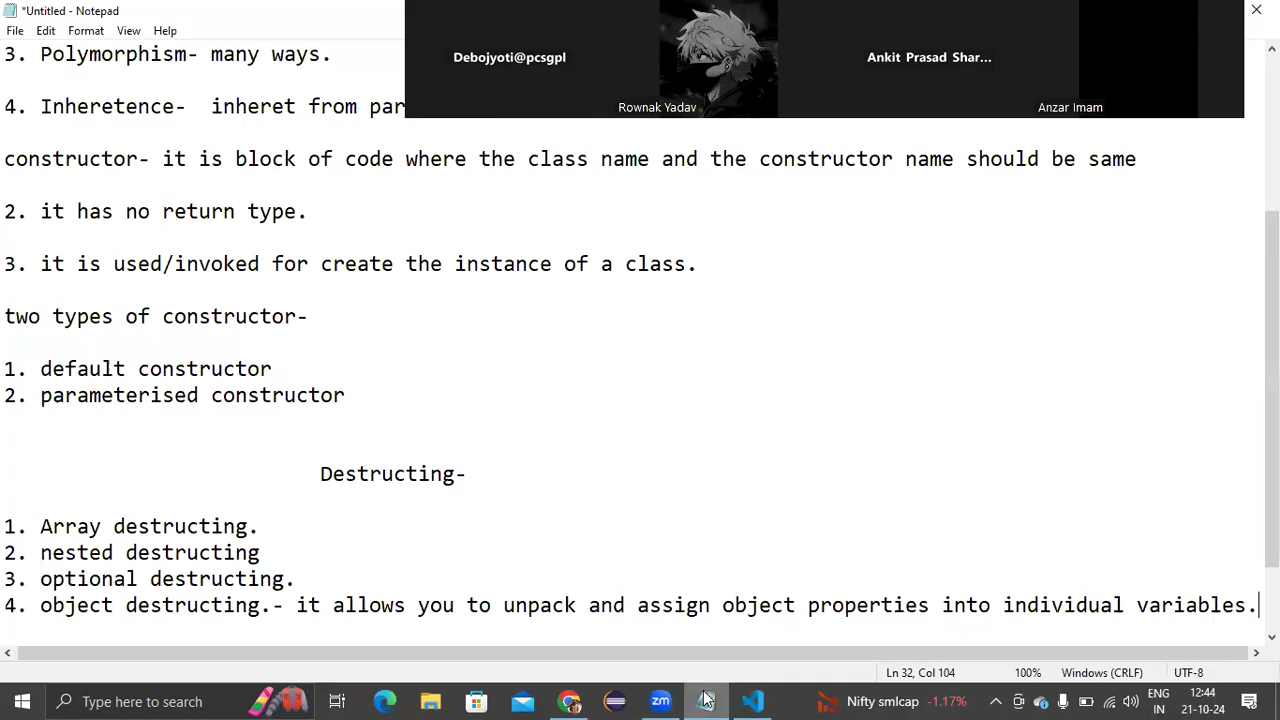 *Untitled - Notepad
File Edit Format View Help
3. Polymorphism- many ways.
Debojyoti@pcsgpl
Rownak Yadav
Ankit Prasad Shar...
Anzar Imam
4. Inheretence-  inheret from par
constructor- it is block of code where the class name and the constructor name should be same
2. it has no return type.
3. it is used/invoked for create the instance of a class.
two types of constructor-
1. default constructor
2. parameterised constructor
Destructing-
1. Array destructing.
2. nested destructing
3. optional destructing.
4. object destructing.- it allows you to unpack and assign object properties into individual variables.
Ln 32, Col 104 100% Windows (CRLF) UTF-8
Type here to search zm Nifty smlcap -1.17% ENG 12:44
IN 21-10-24